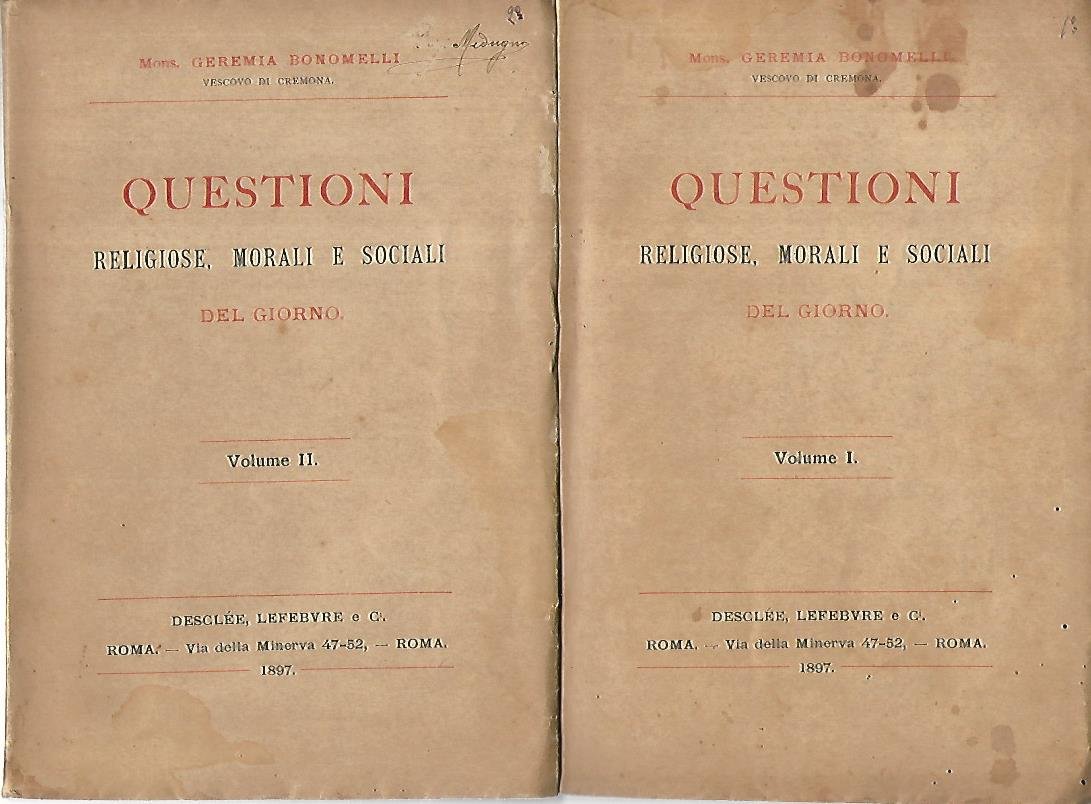 Mons. GEREMIA BONOMELLI
VESCOVO DI CREMONA.
QUESTIONI
RELIGIOSE, MORALI E SOCIALI
DEL GIORNO.
Volume II.
DESCLÉE, LEFEBVRE e Cⁱ.
ROMA. — Via della Minerva 47-52, — ROMA.
1897.
Mons. GEREMIA BONOMELLI
VESCOVO DI CREMONA.
QUESTIONI
RELIGIOSE, MORALI E SOCIALI
DEL GIORNO.
Volume I.
DESCLÉE, LEFEBVRE e Cⁱ.
ROMA. — Via della Minerva 47-52, — ROMA.
1897.